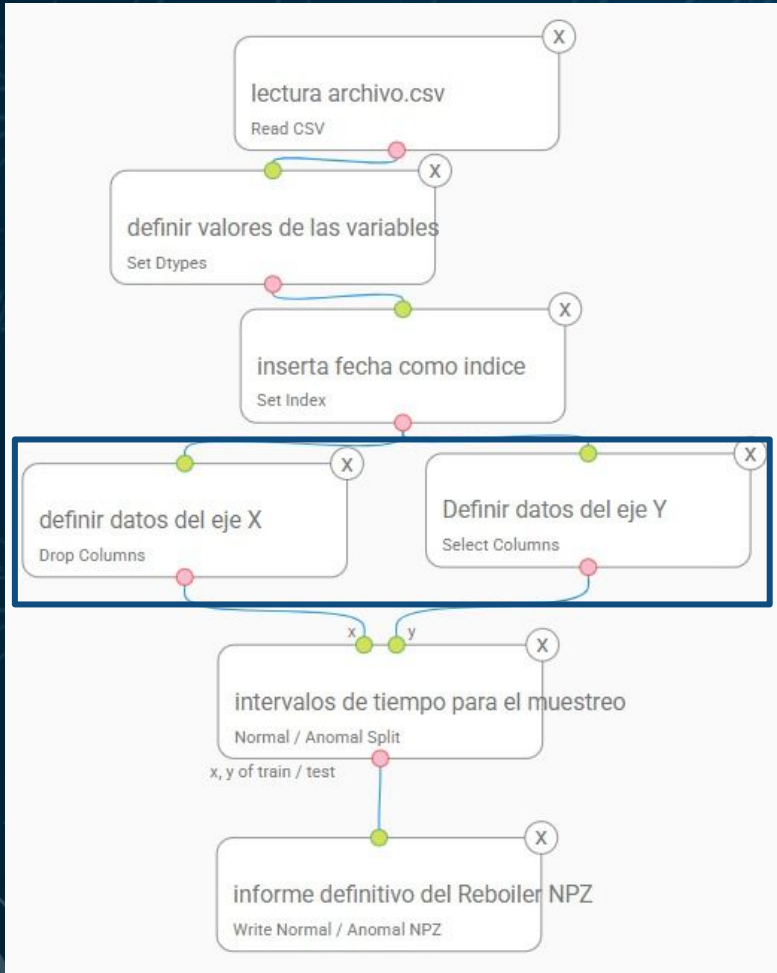 X
lectura archivo.csv
Read CSV
X
definir valores de las variables
Set Dtypes
X
inserta fecha como indice
Set Index
X
definir datos del eje X
Drop Columns
X
Definir datos del eje Y
Select Columns
x y
X
intervalos de tiempo para el muestreo
Normal / Anomal Split
x, y of train / test
X
informe definitivo del Reboiler NPZ
Write Normal / Anomal NPZ